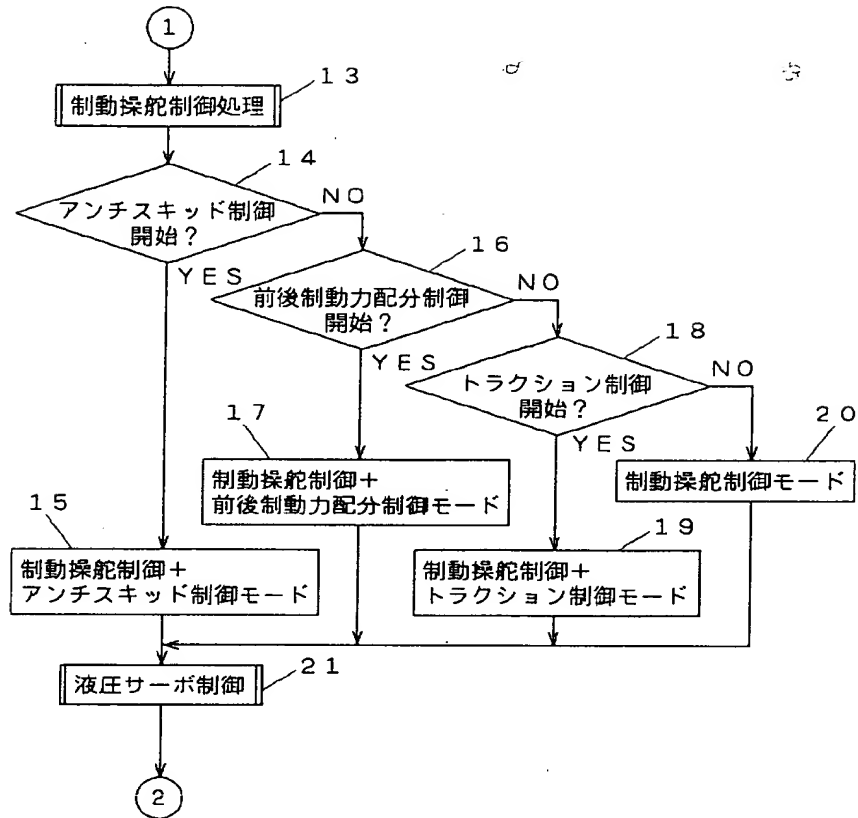 1
13
制動操舵制御処理
14
アンチスキッド制御
開始？
NO
YES
16
前後制動力配分制御
開始？
NO
YES
18
トラクション制御
開始？
NO
YES
17
制動操舵制御＋
前後制動力配分制御モード
20
制動操舵制御モード
15
制動操舵制御＋
アンチスキッド制御モード
19
制動操舵制御＋
トラクション制御モード
液圧サーボ制御
21
2